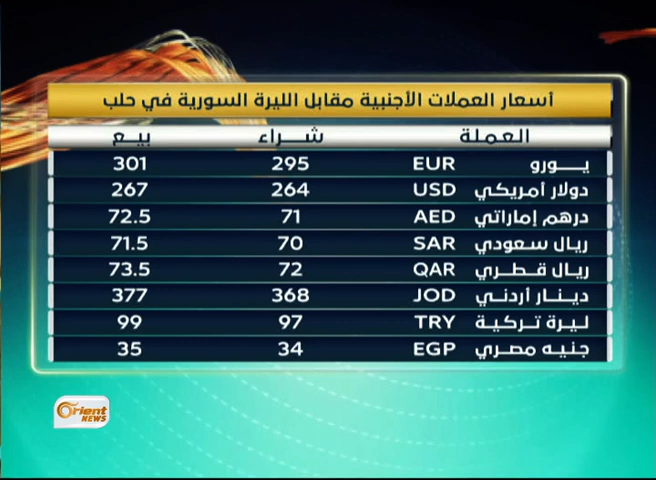 أسعار العملات الأجنبية مقابل الليرة السورية في حلب
العملة شراء بيع
يورو EUR 295 301
دولار أمريكي USD 264 267
درهم إماراتي AED 71 72.5
ريال سعودي SAR 70 71.5
ريال قطري QAR 72 73.5
دينار أردني JOD 368 377
ليرة تركية TRY 97 99
جنيه مصري EGP 34 35
Orient
NEWS